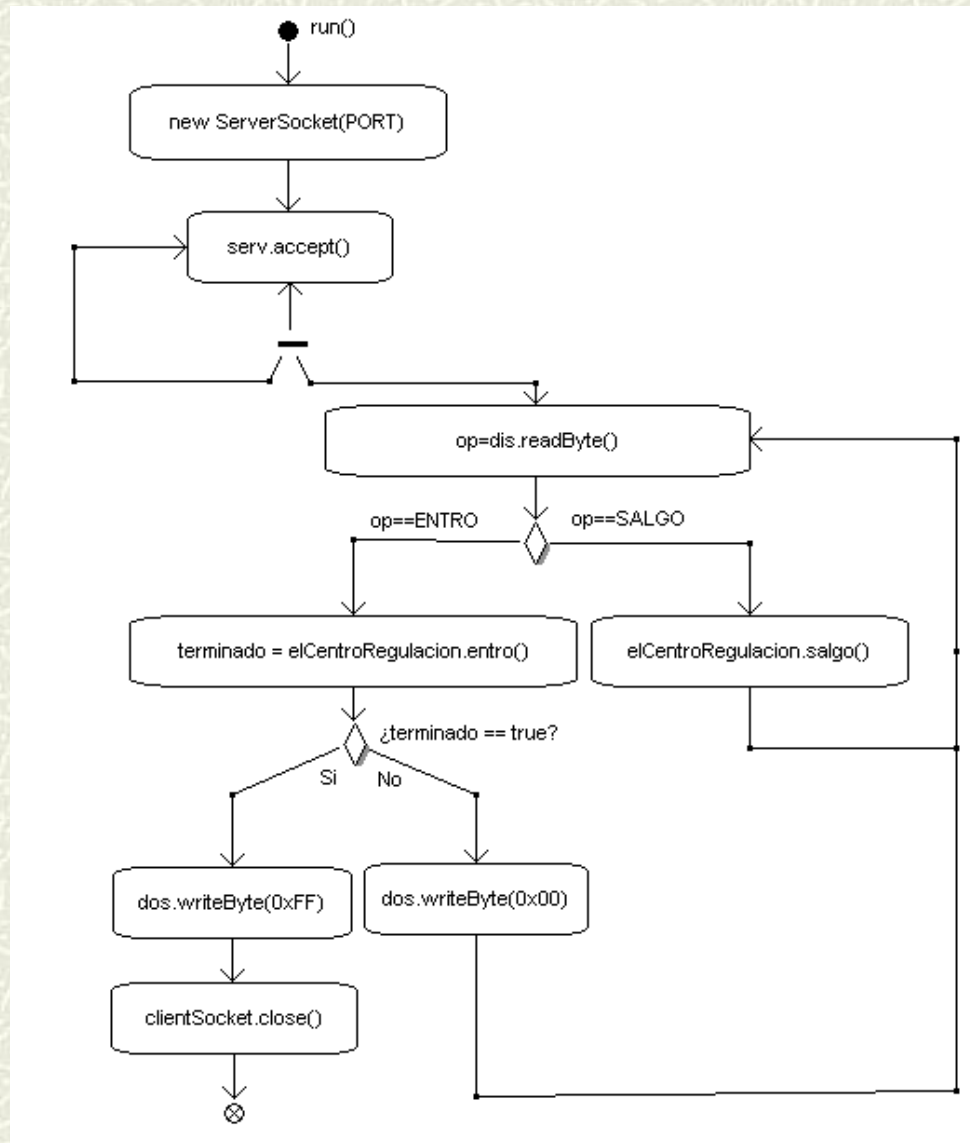 run()
new ServerSocket(PORT)
serv.accept()
op=dis.readByte()
op==ENTRO
op==SALGO
terminado = elCentroRegulacion.entro()
elCentroRegulacion.salgo()
¿terminado == true?
Si
No
dos.writeByte(0xFF)
dos.writeByte(0x00)
clientSocket.close()